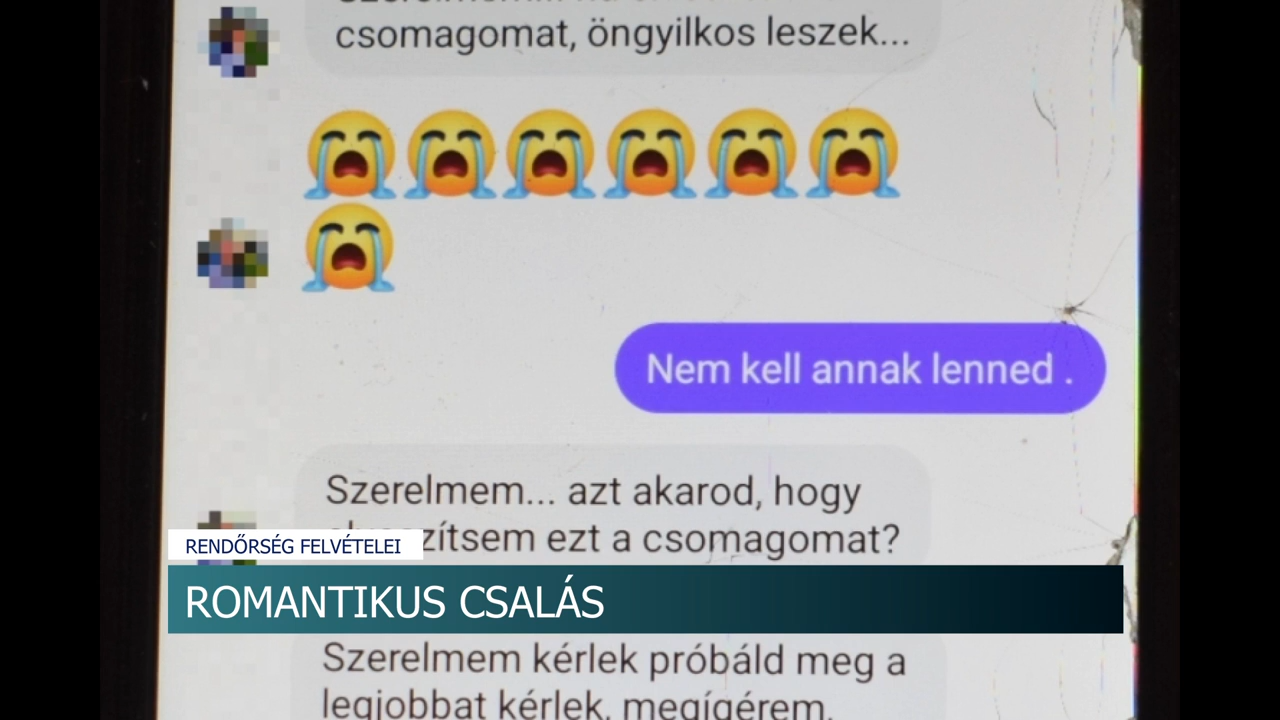 csomagomat, öngyilkos leszek...
Nem kell annak lenned .
Szerelmem... azt akarod, hogy
ezt a csomagomat?
RENDŐRSÉG FELVÉTELEI
ROMANTIKUS CSALÁS
Szerelmem kérlek próbáld meg a
legjobbat kérlek, megígérem,